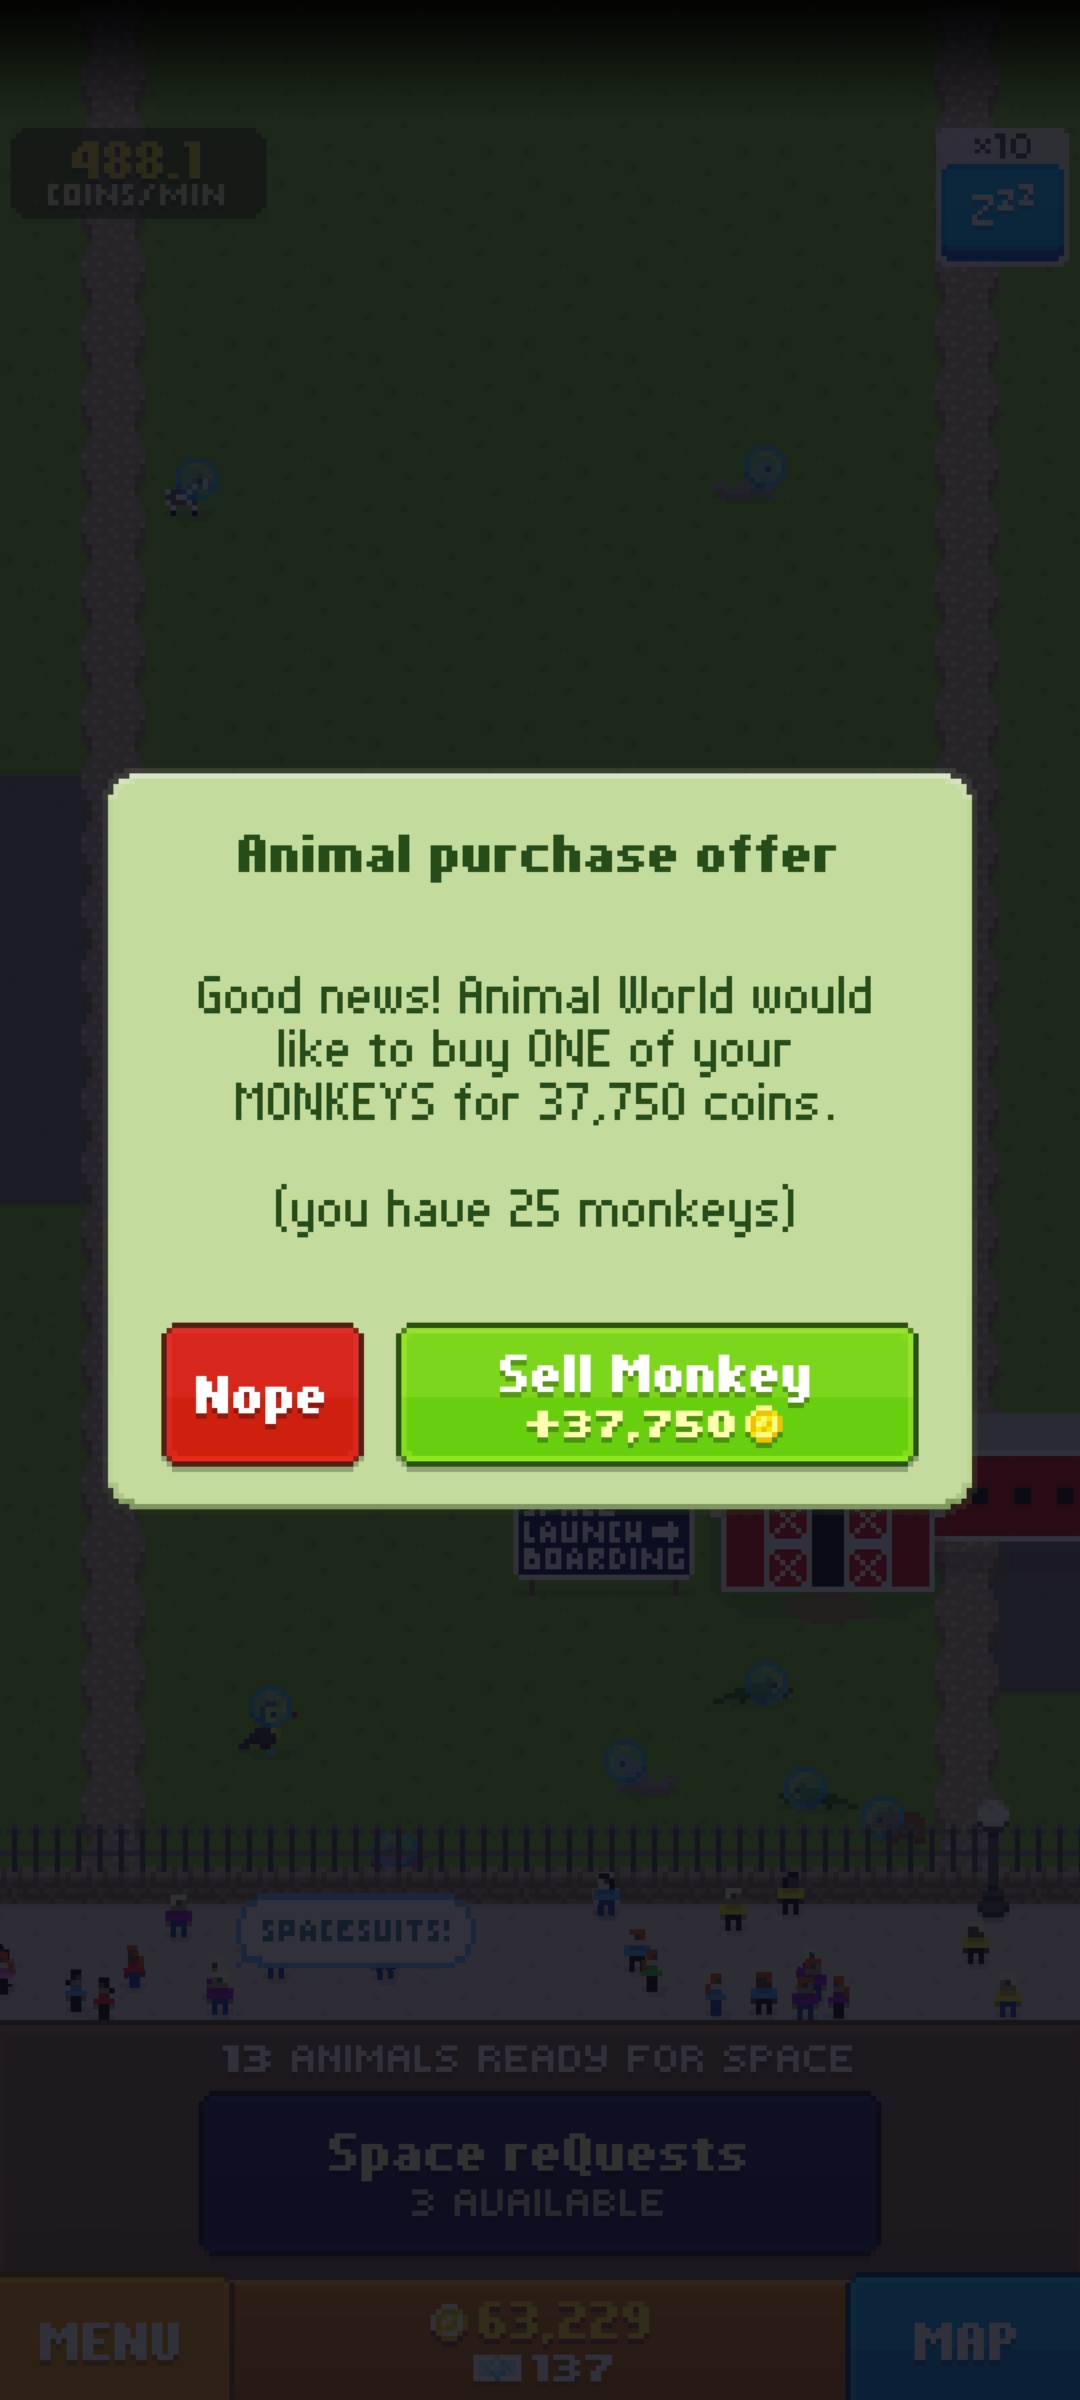 488.1
COINS/MIN
×10
zzz
Animal purchase offer
Good news! Animal World would
like to buy ONE of your
MONKEYS for 37,750 coins.
(you have 25 monkeys)
Nope
Sell Monkey
+37,750
LAUNCH →
BOARDING
SPACESUITS!
13 ANIMALS READY FOR SPACE
Space reQuests
3 AVAILABLE
MENU
63,229
137
MAP